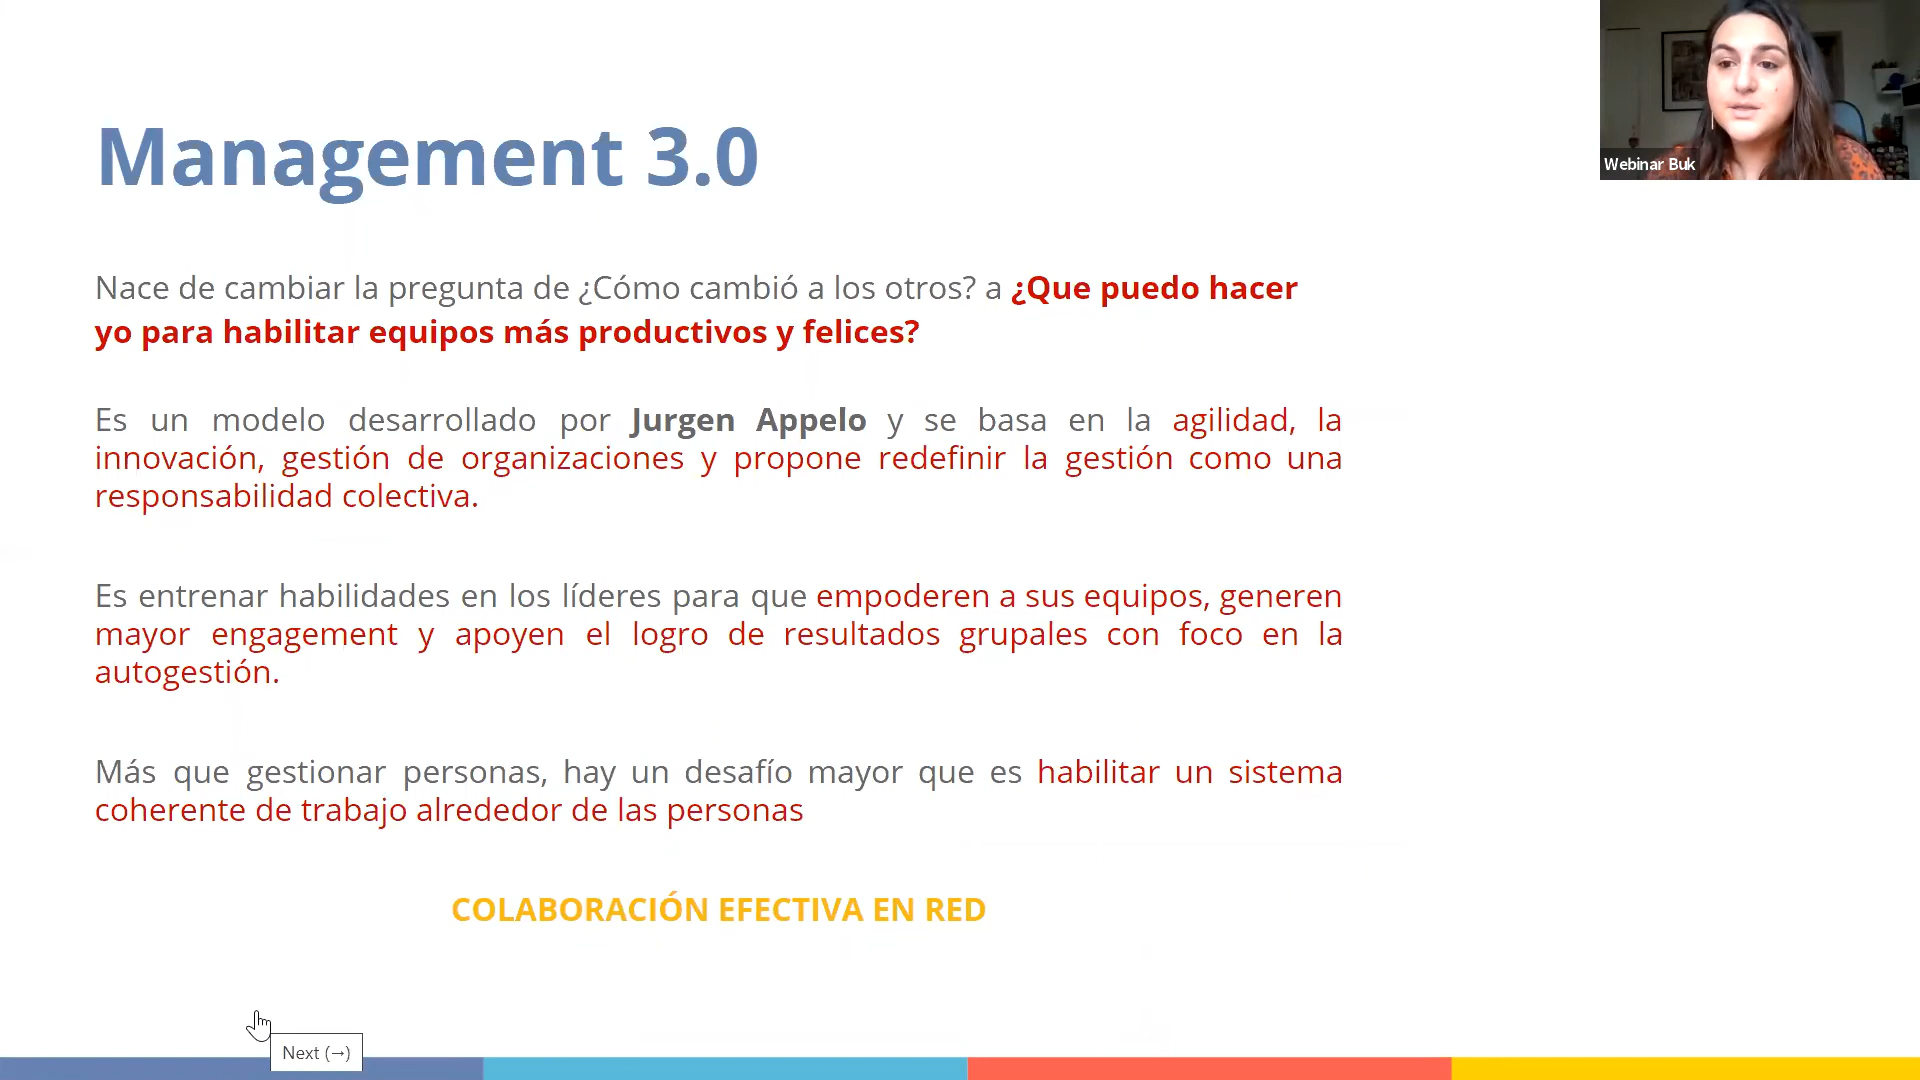 Webinar Buk
Management 3.0
Nace de cambiar la pregunta de ¿Cómo cambió a los otros? a ¿Que puedo hacer
yo para habilitar equipos más productivos y felices?
Es un modelo desarrollado por Jurgen Appelo y se basa en la agilidad, la
innovación, gestión de organizaciones y propone redefinir la gestión como una
responsabilidad colectiva.
Es entrenar habilidades en los líderes para que empoderen a sus equipos, generen
mayor engagement y apoyen el logro de resultados grupales con foco en la
autogestión.
Más que gestionar personas, hay un desafío mayor que es habilitar un sistema
coherente de trabajo alrededor de las personas
COLABORACIÓN EFECTIVA EN RED
Next (→)